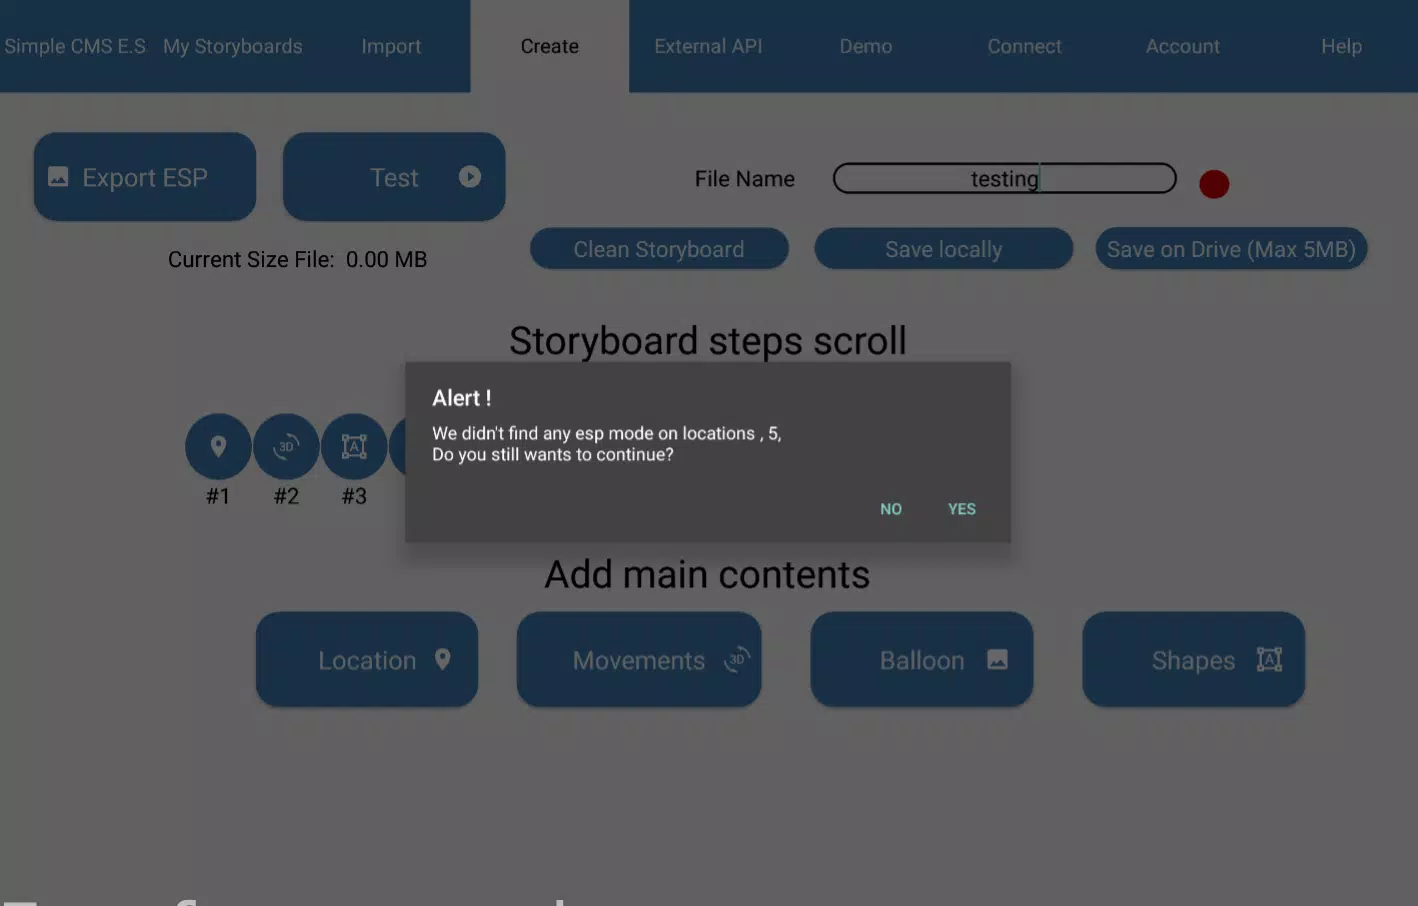 Simple CMS E.S My Storyboards Import Create External API Demo Connect Account Help
Export ESP Test File Name testing
Clean Storyboard Save locally Save on Drive (Max 5MB)
Current Size File: 0.00 MB
Storyboard steps scroll
Alert !
We didn't find any esp mode on locations , 5,
Do you still wants to continue?
3D A
#1 #2 #3
NO YES
Add main contents
Location Movements 3D Balloon Shapes A